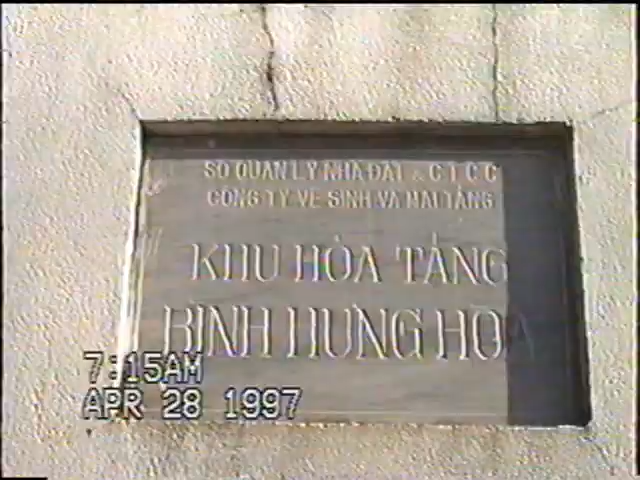 SỞ QUẢN LÝ NHÀ ĐẤT & C T C C
CÔNG TY VỆ SINH VÀ MAI TÁNG
KHU HỎA TÁNG
BÌNH HƯNG HÒA
7:15AM
APR 28 1997